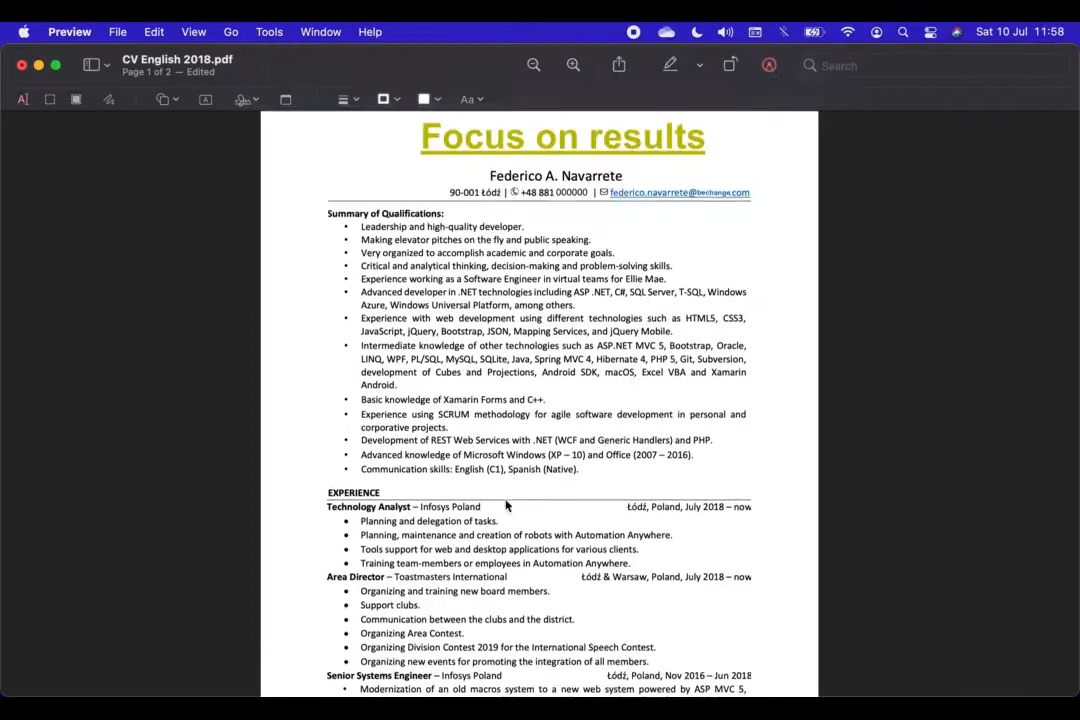 Preview File Edit View Go Tools Window Help Sat 10 Jul 11:58
CV English 2018.pdf
Page 1 of 2 — Edited
Search
Aa
Focus on results
Federico A. Navarrete
90-001 Łódź | +48 881 000000 | federico.navarrete@bechange.com
Summary of Qualifications:
• Leadership and high-quality developer.
• Making elevator pitches on the fly and public speaking.
• Very organized to accomplish academic and corporate goals.
• Critical and analytical thinking, decision-making and problem-solving skills.
• Experience working as a Software Engineer in virtual teams for Ellie Mae.
• Advanced developer in .NET technologies including ASP .NET, C#, SQL Server, T-SQL, Windows
Azure, Windows Universal Platform, among others.
• Experience with web development using different technologies such as HTML5, CSS3,
JavaScript, jQuery, Bootstrap, JSON, Mapping Services, and jQuery Mobile.
• Intermediate knowledge of other technologies such as ASP.NET MVC 5, Bootstrap, Oracle,
LINQ, WPF, PL/SQL, MySQL, SQLite, Java, Spring MVC 4, Hibernate 4, PHP 5, Git, Subversion,
development of Cubes and Projections, Android SDK, macOS, Excel VBA and Xamarin
Android.
• Basic knowledge of Xamarin Forms and C++.
• Experience using SCRUM methodology for agile software development in personal and
corporative projects.
• Development of REST Web Services with .NET (WCF and Generic Handlers) and PHP.
• Advanced knowledge of Microsoft Windows (XP – 10) and Office (2007 – 2016).
• Communication skills: English (C1), Spanish (Native).
EXPERIENCE
Technology Analyst – Infosys Poland Łódź, Poland, July 2018 – now
• Planning and delegation of tasks.
• Planning, maintenance and creation of robots with Automation Anywhere.
• Tools support for web and desktop applications for various clients.
• Training team-members or employees in Automation Anywhere.
Area Director – Toastmasters International Łódź & Warsaw, Poland, July 2018 – now
• Organizing and training new board members.
• Support clubs.
• Communication between the clubs and the district.
• Organizing Area Contest.
• Organizing Division Contest 2019 for the International Speech Contest.
• Organizing new events for promoting the integration of all members.
Senior Systems Engineer – Infosys Poland Łódź, Poland, Nov 2016 – Jun 2018
• Modernization of an old macros system to a new web system powered by ASP MVC 5,